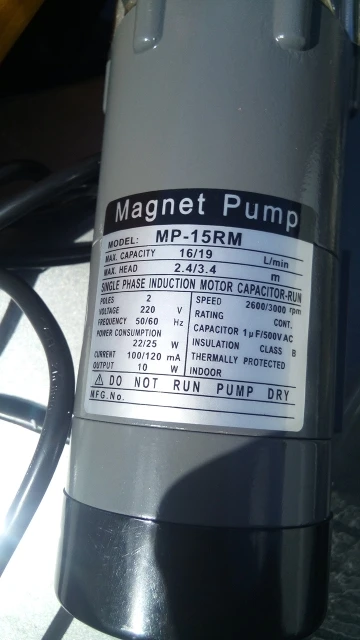 Magnet Pump
MODEL: MP-15RM
MAX. CAPACITY 16/19 L/min
MAX. HEAD 2.4/3.4 m
SINGLE PHASE INDUCTION MOTOR CAPACITOR-RUN
POLES 2
VOLTAGE 220 V
FREQUENCY 50/60 Hz
POWER CONSUMPTION
22/25 W
CURRENT 100/120 mA
OUTPUT 10 W
SPEED 2600/3000 rpm
RATING CONT.
CAPACITOR 1μF/500VAC
INSULATION CLASS B
THERMALLY PROTECTED
INDOOR
⚠ DO NOT RUN PUMP DRY
MFG.No.